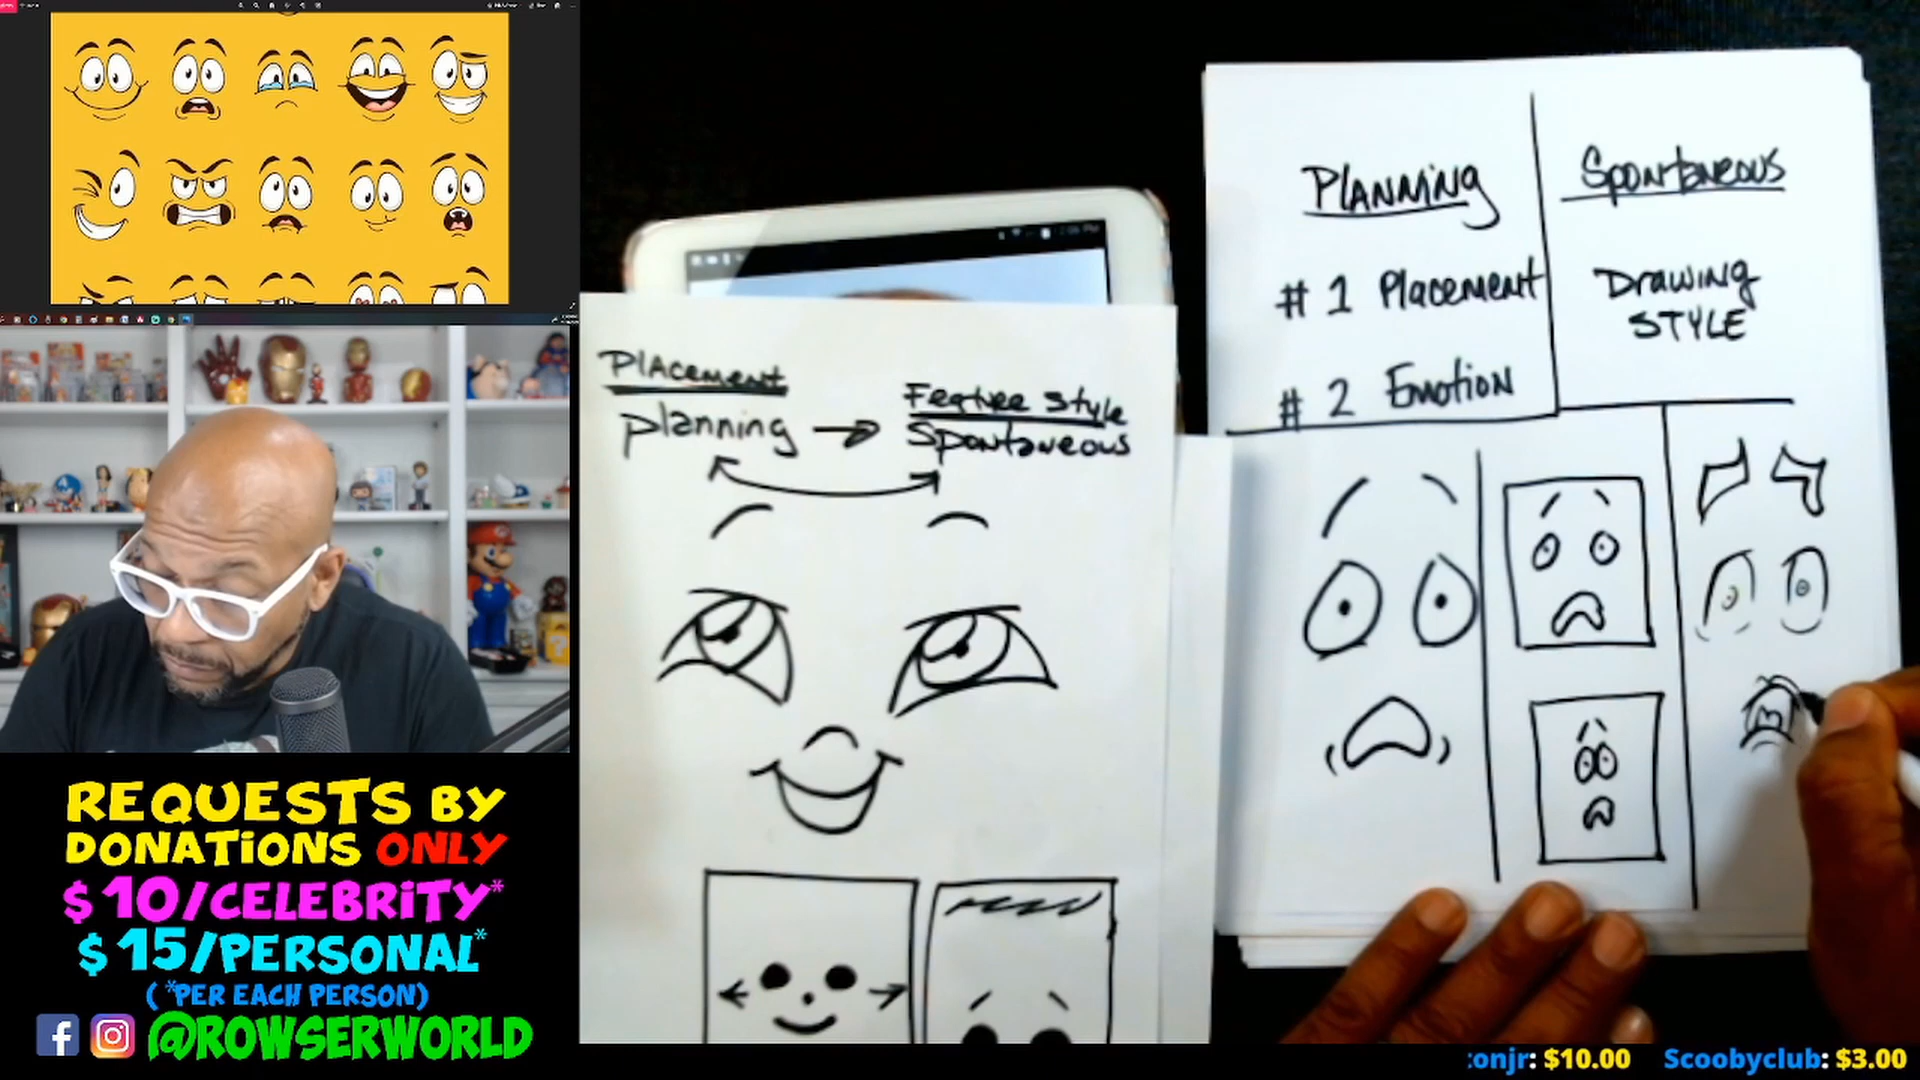 Placement
planning → Feature Style
Spontaneous
Planning
# 1 Placement
# 2 Emotion
Spontaneous
Drawing
STYLE
REQUESTS BY
DONATIONS ONLY
$10/CELEBRITY*
$15/PERSONAL*
(*PER EACH PERSON)
@ROWSERWORLD
:onjr: $10.00 Scoobyclub: $3.00